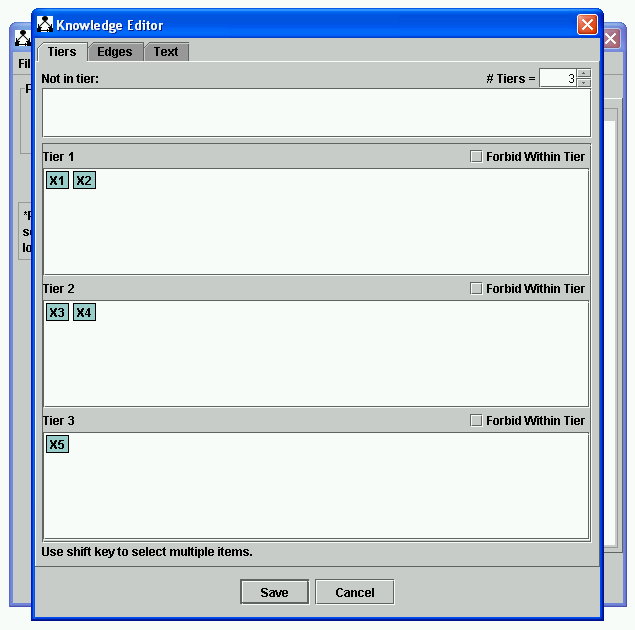 Knowledge Editor
Tiers Edges Text
Fil
Not in tier: # Tiers = 3
Tier 1 Forbid Within Tier
X1 X2
Tier 2 Forbid Within Tier
X3 X4
Tier 3 Forbid Within Tier
X5
Use shift key to select multiple items.
Save Cancel